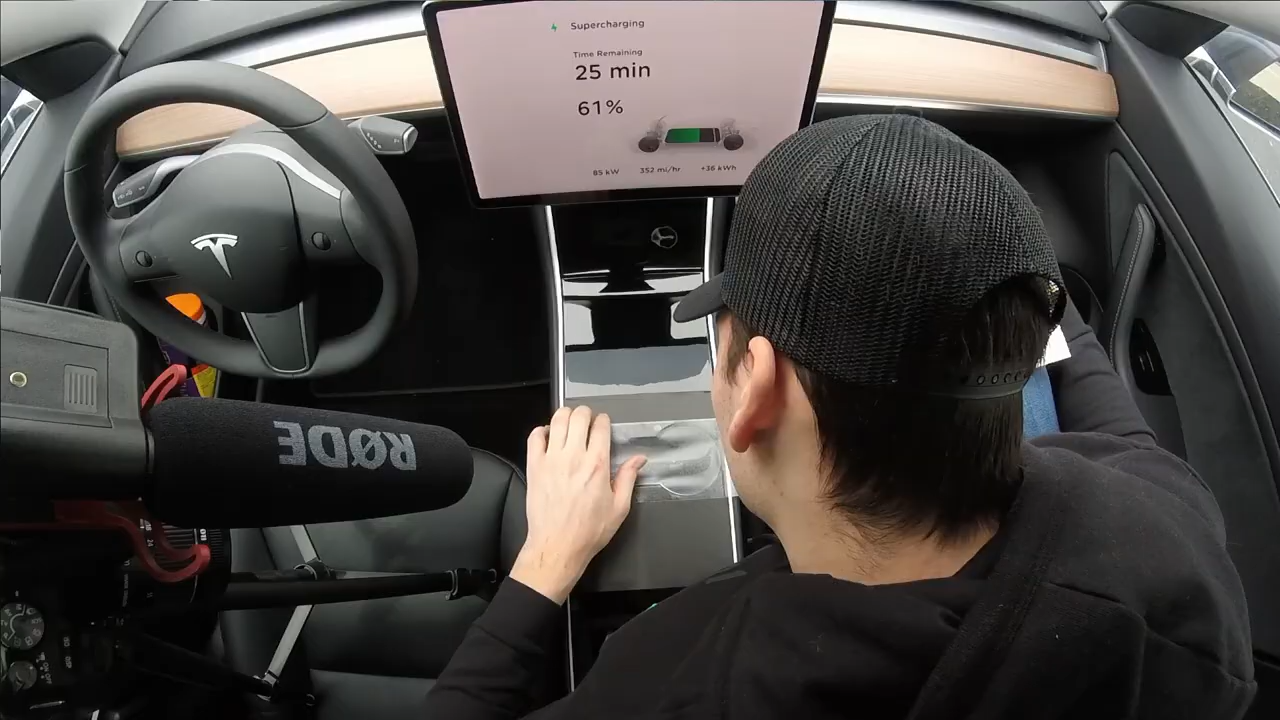 Supercharging
Time Remaining
25 min
61%
85 kW 352 mi/hr +36 kWh
RØDE